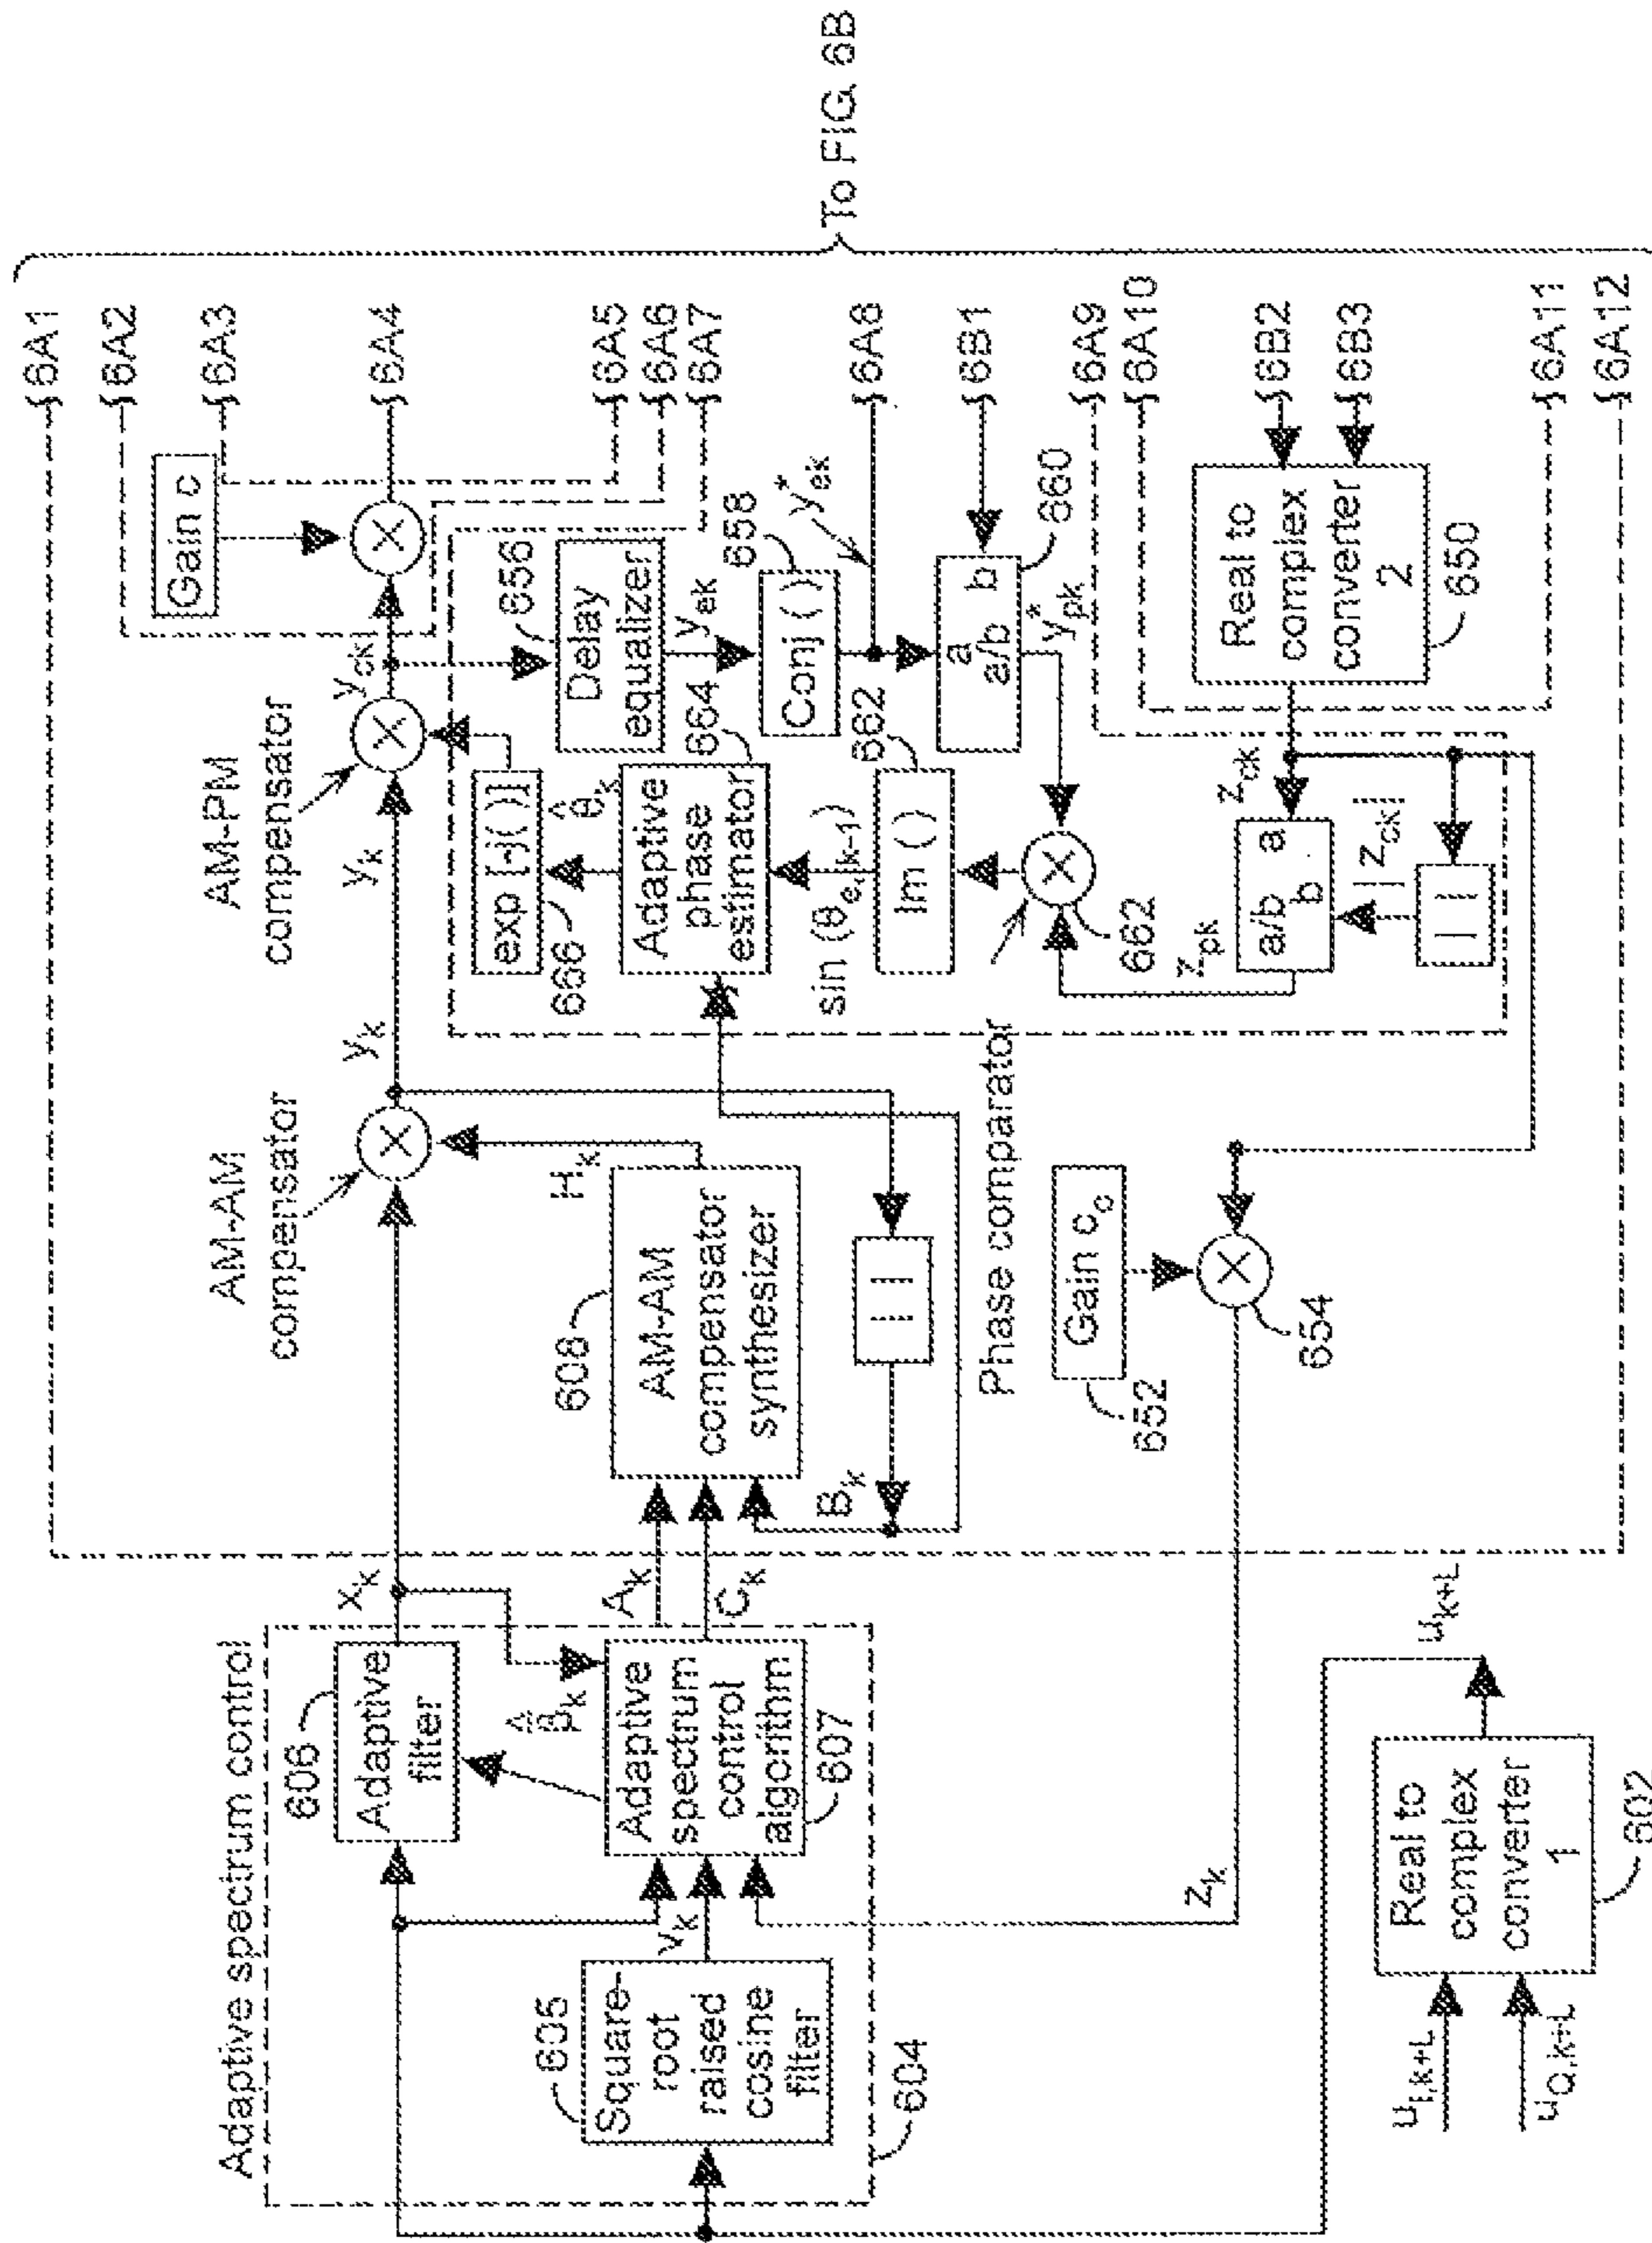 Adaptive spectrum control
606
Adaptive
filter
x_k
AM-AM
compensator
y_k
y_k
AM-PM
compensator
y_ck
Gain c
605
Square-
root
raised
cosine
filter
v_k
Adaptive
spectrum
control
algorithm
607
A_k
C_k
604
608
AM-AM
compensator
synthesizer
H_k
| |
B_k
666
exp [-j( )]
Adaptive
phase
estimator
664
sin (θ_e, k-1)
Im ( )
662
656
Delay
equalizer
y_ek
Conj ( )
658
y*_ek
a
b
a/b
660
y*_pk
Phase comparator
662
z_pk
a/b
a
b
z_ck
|z_ck|
| |
Real to
complex
converter
2
650
Gain c_o
652
654
z_k
u_I,k+L
u_Q,k+L
Real to
complex
converter
1
602
u_k+L
6A1
6A2
6A3
6A4
6A5
6A6
6A7
6A8
6B1
6A9
6A10
6B2
6B3
6A11
6A12
To FIG. 6B